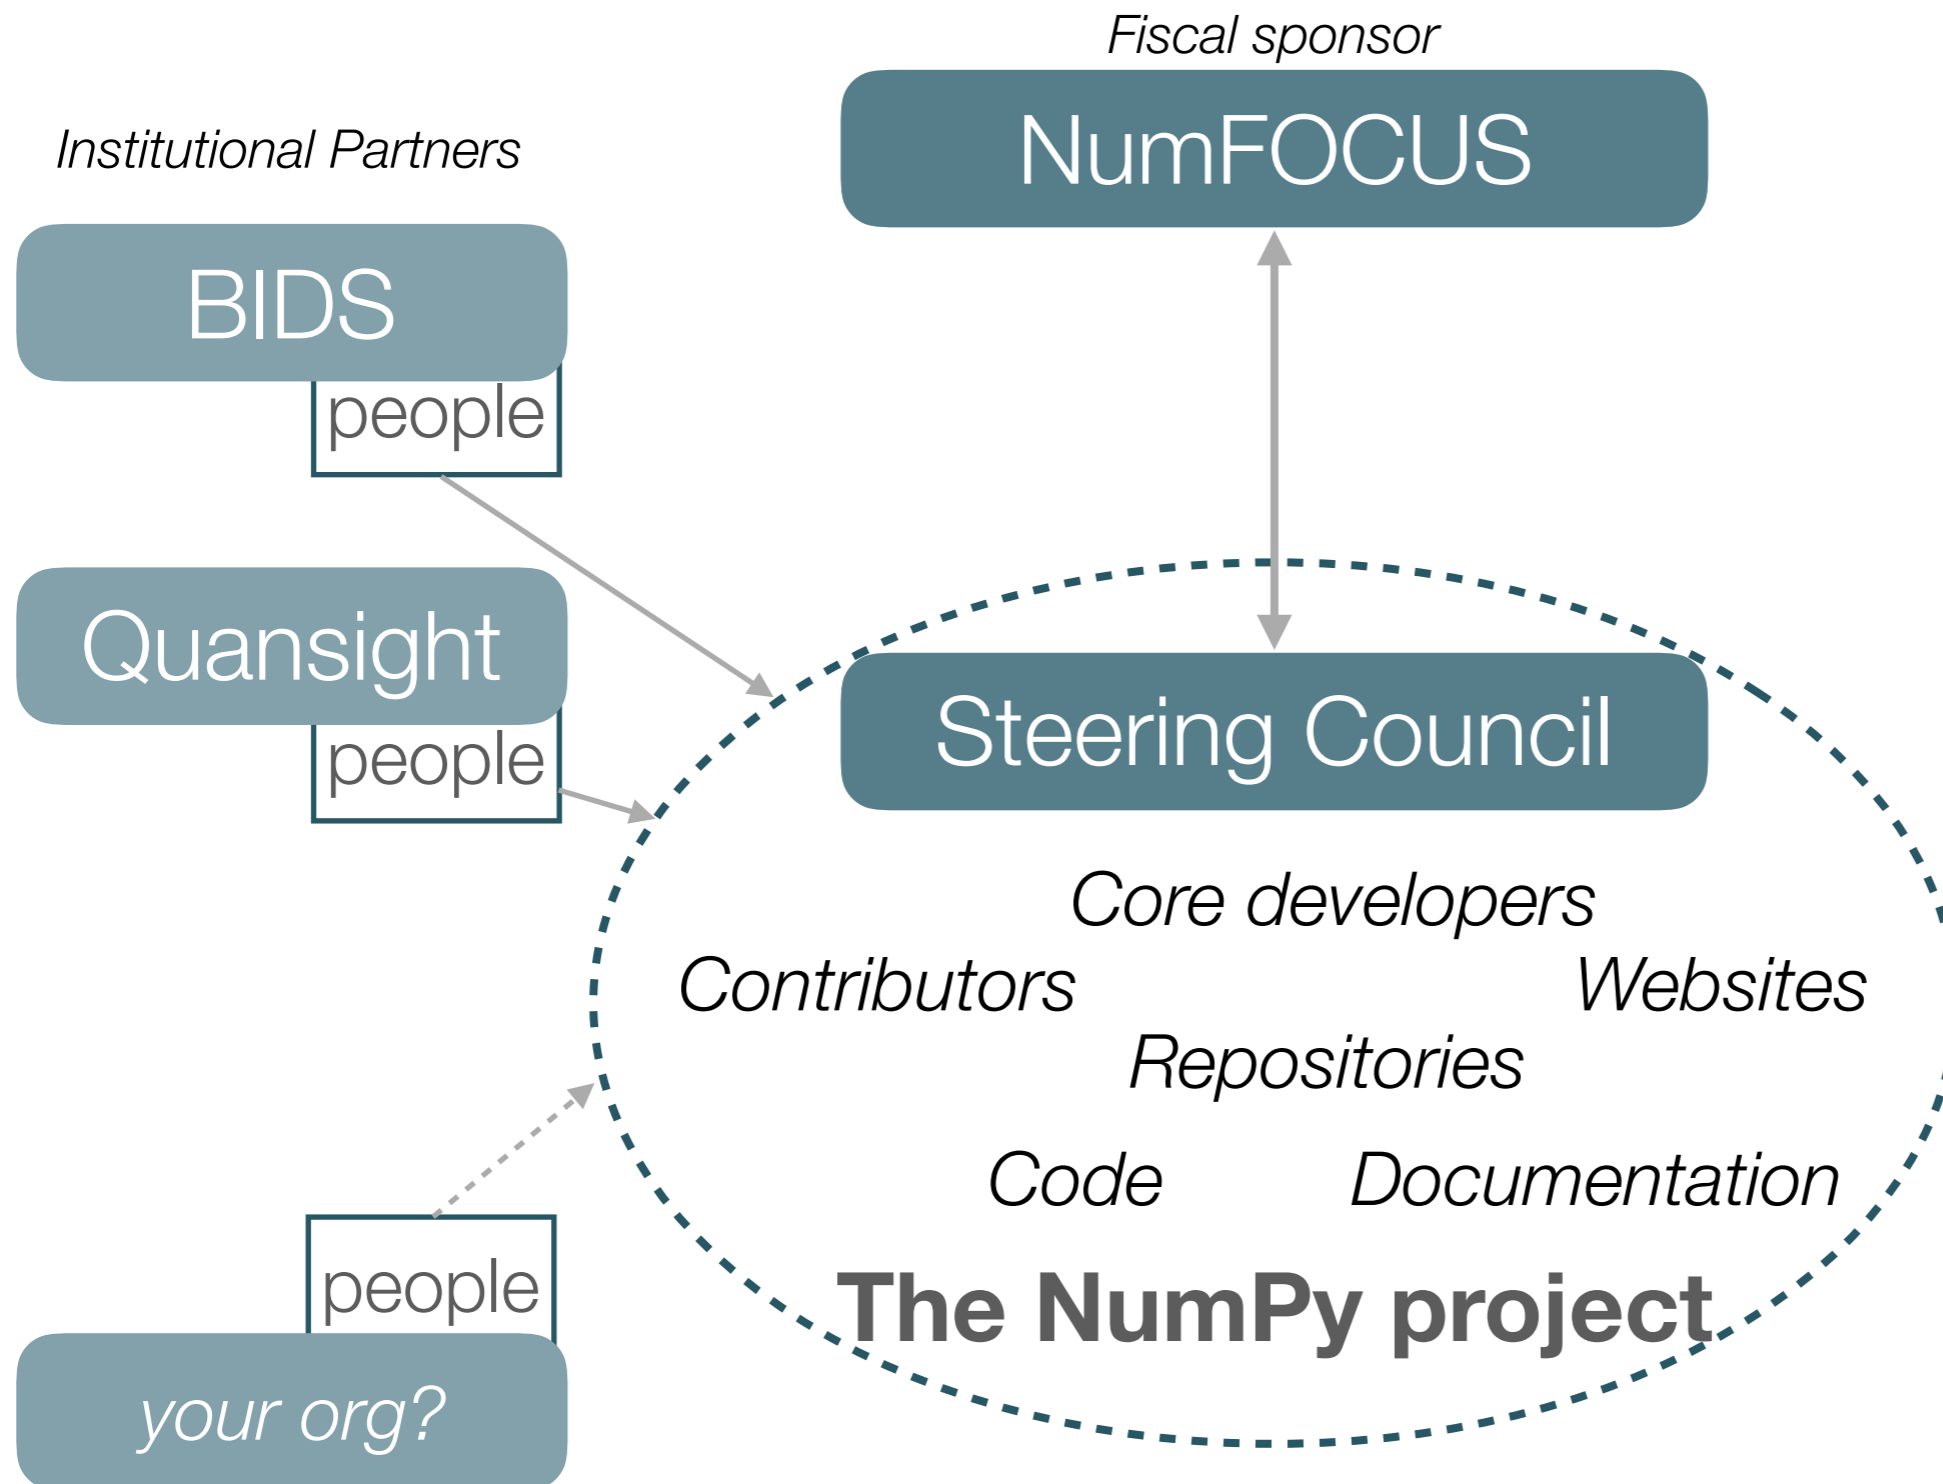 Fiscal sponsor
NumFOCUS
Institutional Partners
BIDS
people
Quansight
people
people
your org?
Steering Council
Core developers
Contributors
Websites
Repositories
Code
Documentation
The NumPy project